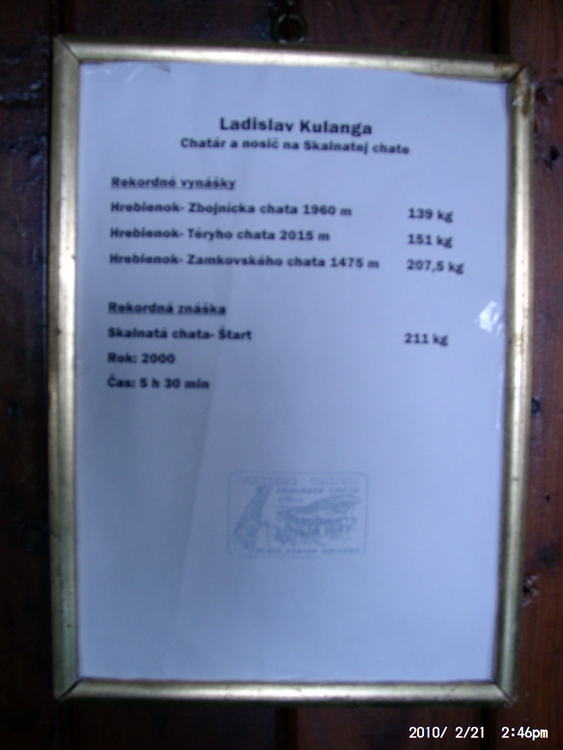 Ladislav Kulanga
Chatár a nosič na Skalnatej chate
Rekordné vynášky
Hrebienok- Zbojnícka chata 1960 m 139 kg
Hrebienok- Téryho chata 2015 m 151 kg
Hrebienok- Zamkovského chata 1475 m 207,5 kg
Rekordná znáška
Skalnatá chata- Štart 211 kg
Rok: 2000
Čas: 5 h 30 min
SKALNATÁ CHATA
2010/ 2/21 2:46pm